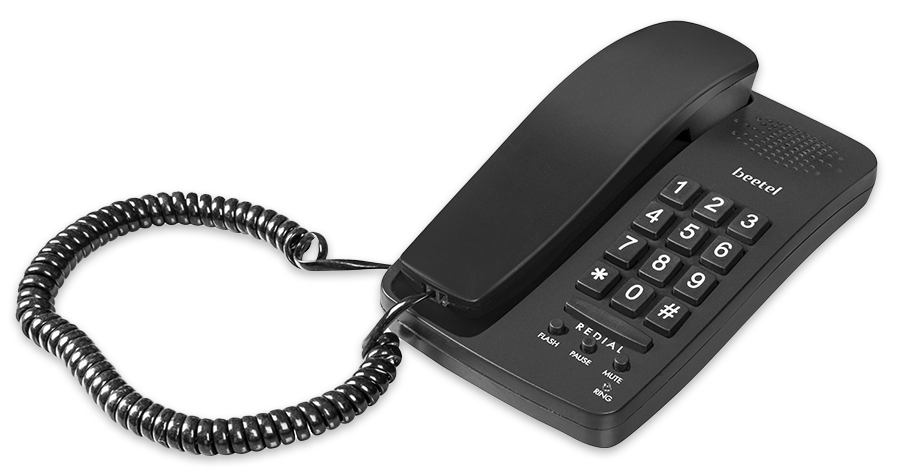 beetel
1 2 3
4 5 6
7 8 9
* 0 #
REDIAL
FLASH PAUSE MUTE
RING